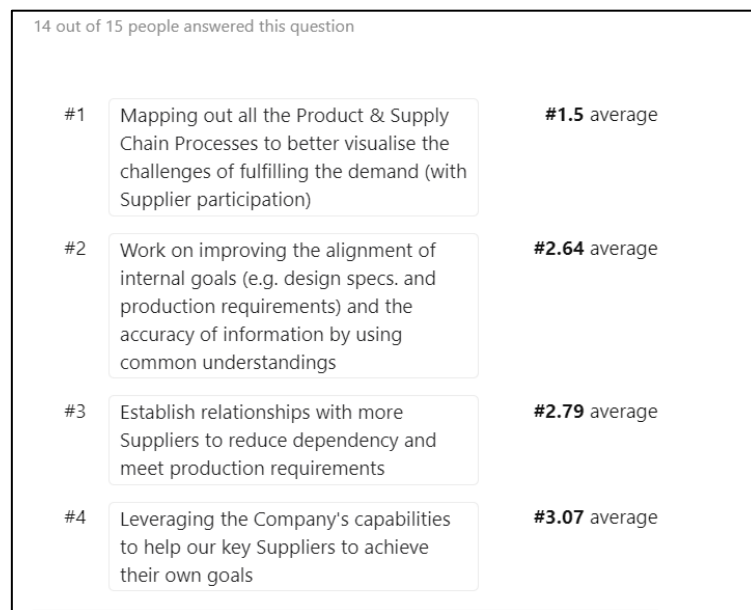 14 out of 15 people answered this question
#1 Mapping out all the Product & Supply #1.5 average
Chain Processes to better visualise the
challenges of fulfilling the demand (with
Supplier participation)
#2 Work on improving the alignment of #2.64 average
internal goals (e.g. design specs. and
production requirements) and the
accuracy of information by using
common understandings
#3 Establish relationships with more #2.79 average
Suppliers to reduce dependency and
meet production requirements
#4 Leveraging the Company's capabilities #3.07 average
to help our key Suppliers to achieve
their own goals